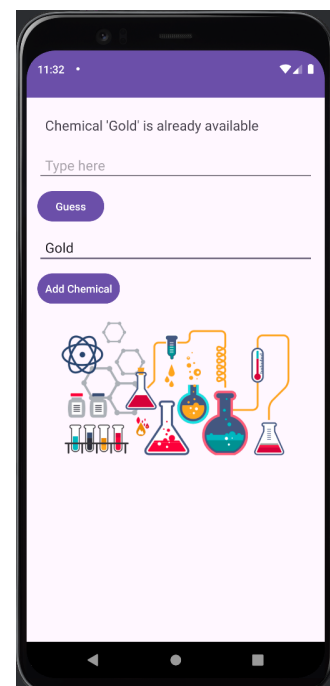 11:32
Chemical 'Gold' is already available
Type here
Guess
Gold
Add Chemical